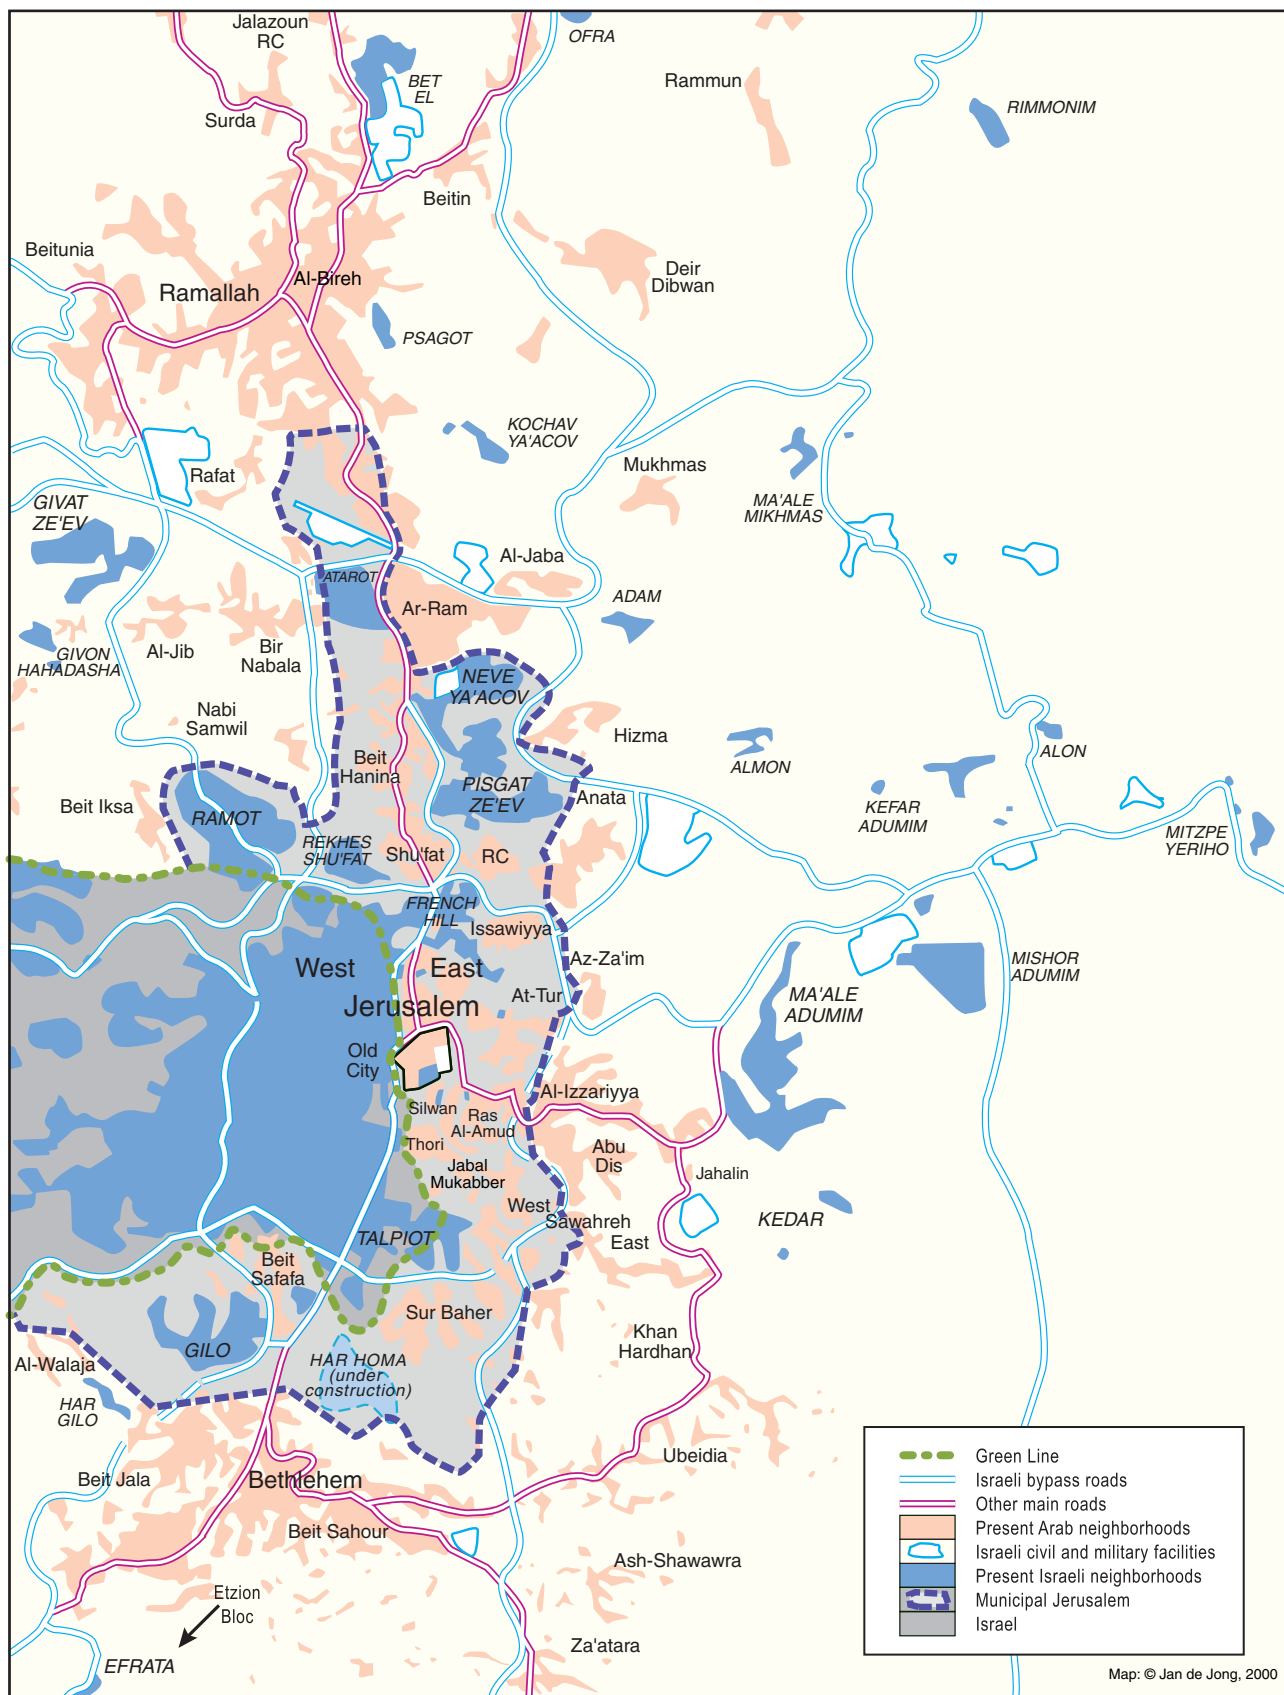 Jalazoun
RC
OFRA
BET
EL
Rammun
RIMMONIM
Surda
Beitin
Beitunia
Al-Bireh
Deir
Dibwan
Ramallah
PSAGOT
KOCHAV
YA'ACOV
Mukhmas
Rafat
MA'ALE
MIKHMAS
GIVAT
ZE'EV
Al-Jaba
ATAROT
ADAM
Ar-Ram
GIVON
HAHADASHA
Al-Jib
Bir
Nabala
NEVE
YA'ACOV
Nabi
Samwil
Hizma
ALON
ALMON
Beit
Hanina
PISGAT
ZE'EV
Anata
KEFAR
ADUMIM
Beit Iksa
RAMOT
MITZPE
YERIHO
REKHES
SHU'FAT
Shu'fat
RC
FRENCH
HILL
Issawiyya
West
East
Az-Za'im
MISHOR
ADUMIM
At-Tur
MA'ALE
ADUMIM
Jerusalem
Old
City
Al-Izzariyya
Silwan
Ras
Al-Amud
Thori
Abu
Dis
Jabal
Mukabber
Jahalin
West
Sawahreh
East
KEDAR
TALPIOT
Beit
Safafa
Sur Baher
Khan
Hardhan
GILO
Al-Walaja
HAR HOMA
(under
construction)
HAR
GILO
Ubeidia
Beit Jala
Bethlehem
Beit Sahour
Ash-Shawawra
Etzion
Bloc
Za'atara
EFRATA
Green Line
Israeli bypass roads
Other main roads
Present Arab neighborhoods
Israeli civil and military facilities
Present Israeli neighborhoods
Municipal Jerusalem
Israel
Map: © Jan de Jong, 2000